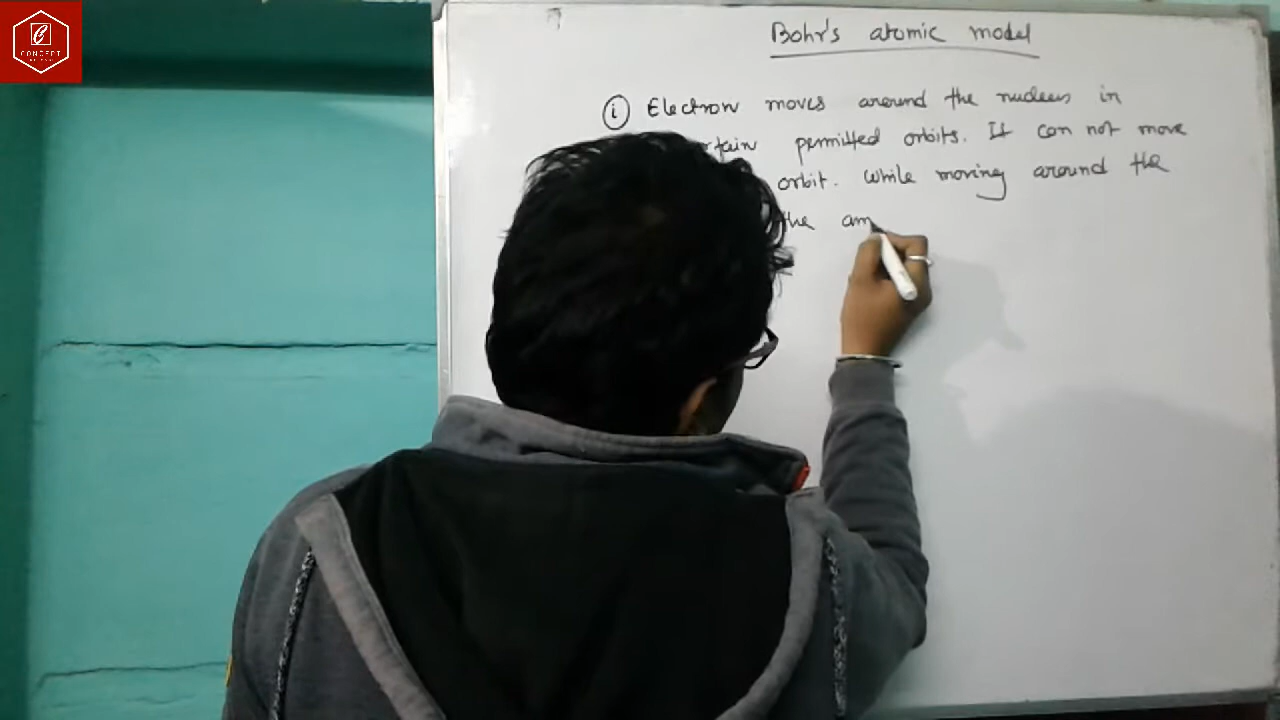 CONCEPT
Bohr's atomic model
(i) Electron moves around the nucleus in
permitted orbits. It can not move
orbit. While moving around the
the am